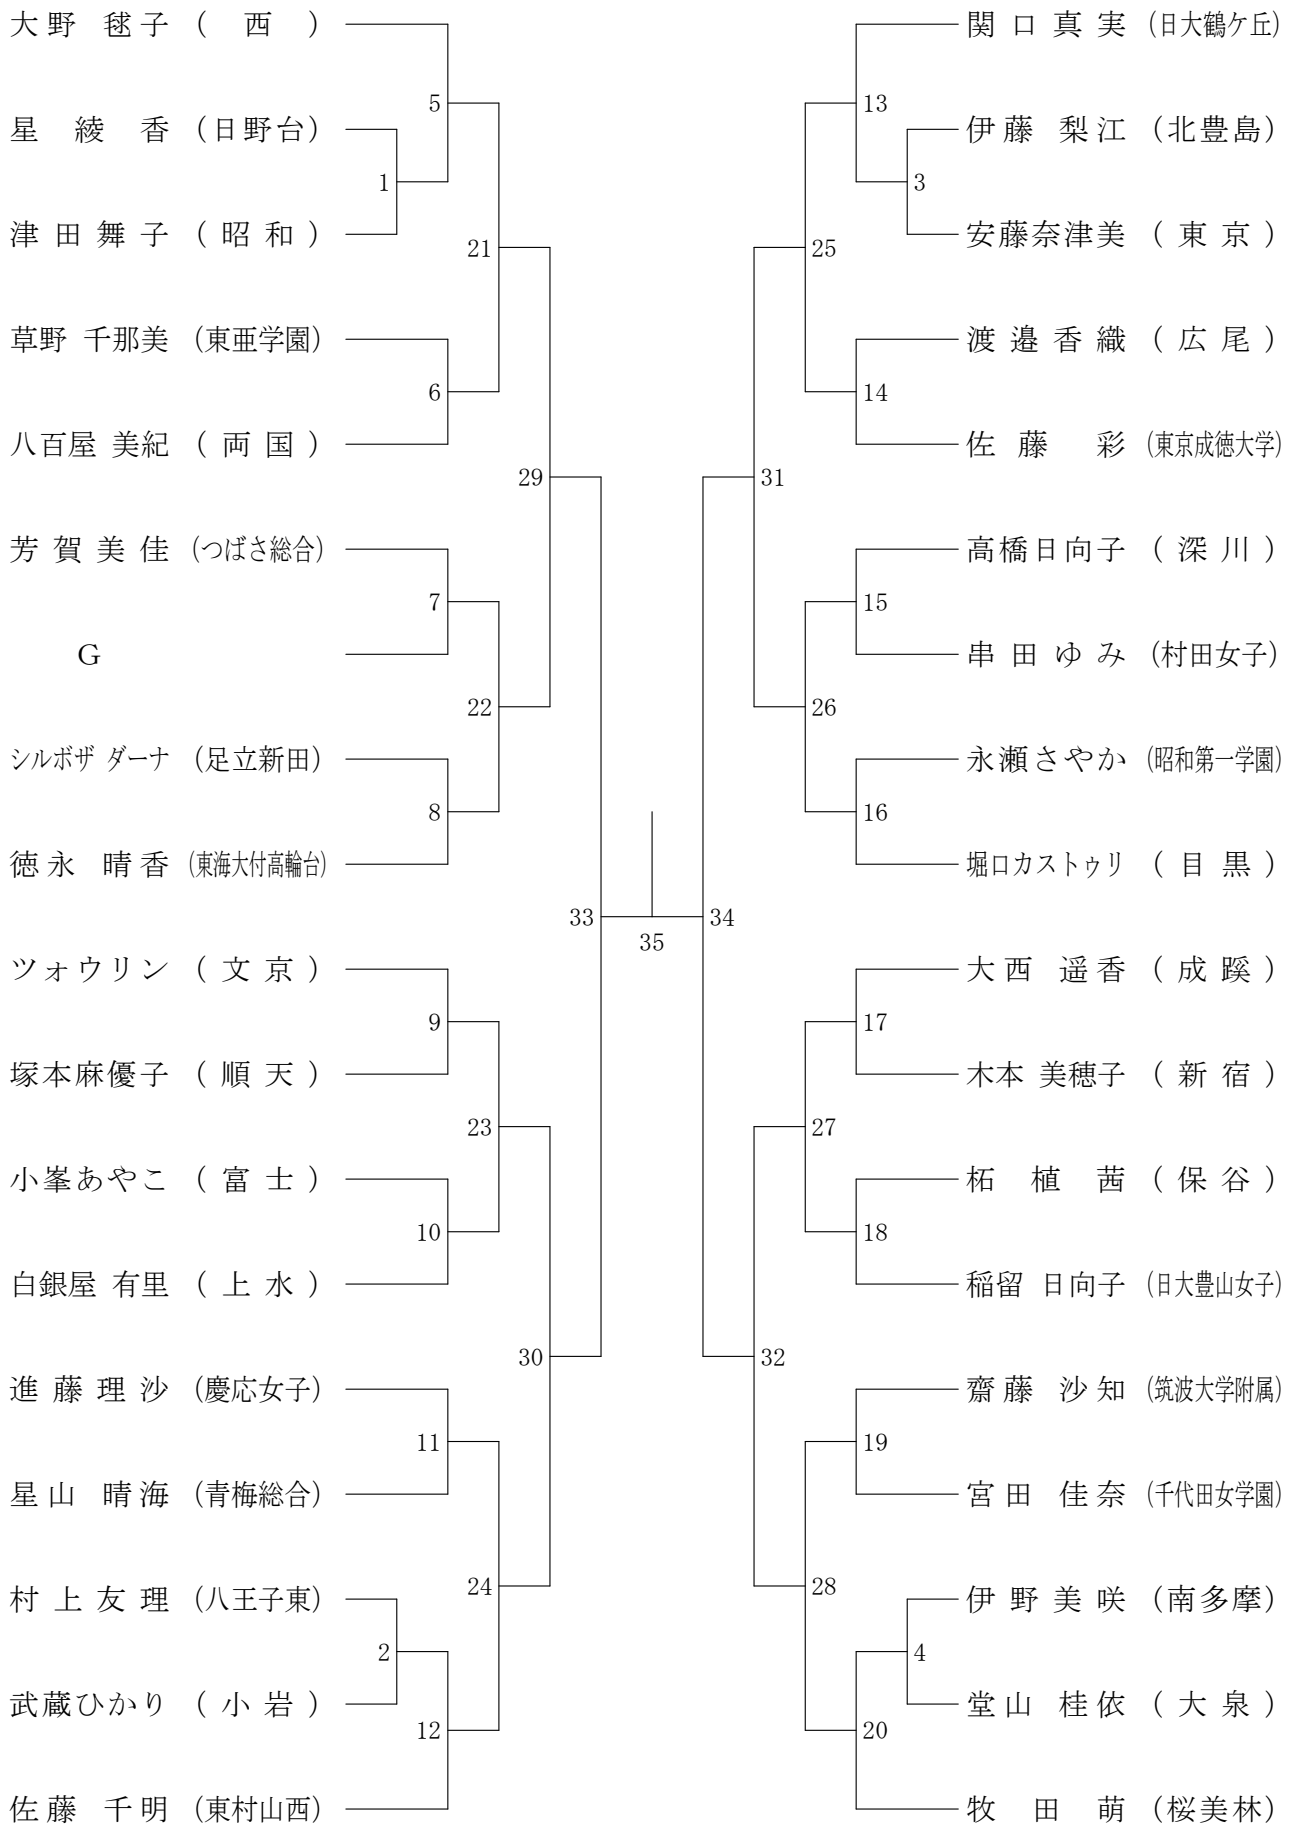 大野 毬子 (西)
5
星 綾香 (日野台)
1
津田舞子 (昭和)
21
草野 千那美 (東亜学園)
6
八百屋 美紀 (両国)
29
芳賀美佳 (つばさ総合)
7
G
22
シルボザ ダーナ (足立新田)
8
徳永 晴香 (東海大付高輪台)
33
ツォウリン (文京)
9
塚本麻優子 (順天)
23
小峯あやこ (富士)
10
白銀屋 有里 (上水)
30
進藤理沙 (慶応女子)
11
星山 晴海 (青梅総合)
24
村上友理 (八王子東)
2
武蔵ひかり (小岩)
12
佐藤 千明 (東村山西)
35
関口真実 (日大鶴ケ丘)
13
伊藤 梨江 (北豊島)
3
安藤奈津美 (東京)
25
渡邉香織 (広尾)
14
佐藤 彩 (東京成徳大学)
31
高橋日向子 (深川)
15
串田ゆみ (村田女子)
26
永瀬さやか (昭和第一学園)
16
堀口カストゥリ (目黒)
34
大西 遥香 (成蹊)
17
木本 美穂子 (新宿)
27
柘植茜 (保谷)
18
稲留 日向子 (日大豊山女子)
32
齋藤 沙知 (筑波大学附属)
19
宮田 佳奈 (千代田女学園)
28
伊野美咲 (南多摩)
4
堂山 桂依 (大泉)
20
牧田萌 (桜美林)